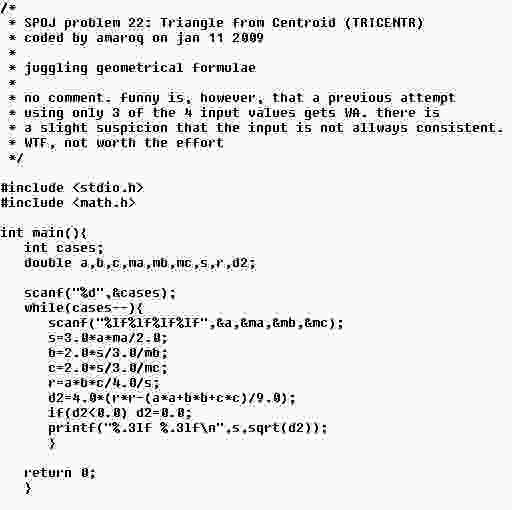 /*
 * SPOJ problem 22: Triangle from Centroid (TRICENTR)
 * coded by amaroq on jan 11 2009
 *
 * juggling geometrical formulae
 *
 * no comment. funny is, however, that a previous attempt
 * using only 3 of the 4 input values gets WA. there is
 * a slight suspicion that the input is not allways consistent.
 * WTF, not worth the effort
 */

#include <stdio.h>
#include <math.h>

int main(){
   int cases;
   double a,b,c,ma,mb,mc,s,r,d2;

   scanf("%d",&cases);
   while(cases--){
      scanf("%lf%lf%lf%lf",&a,&ma,&mb,&mc);
      s=3.0*a*ma/2.0;
      b=2.0*s/3.0/mb;
      c=2.0*s/3.0/mc;
      r=a*b*c/4.0/s;
      d2=4.0*(r*r-(a*a+b*b+c*c)/9.0);
      if(d2<0.0) d2=0.0;
      printf("%.3lf %.3lf\n",s,sqrt(d2));
      }

   return 0;
   }